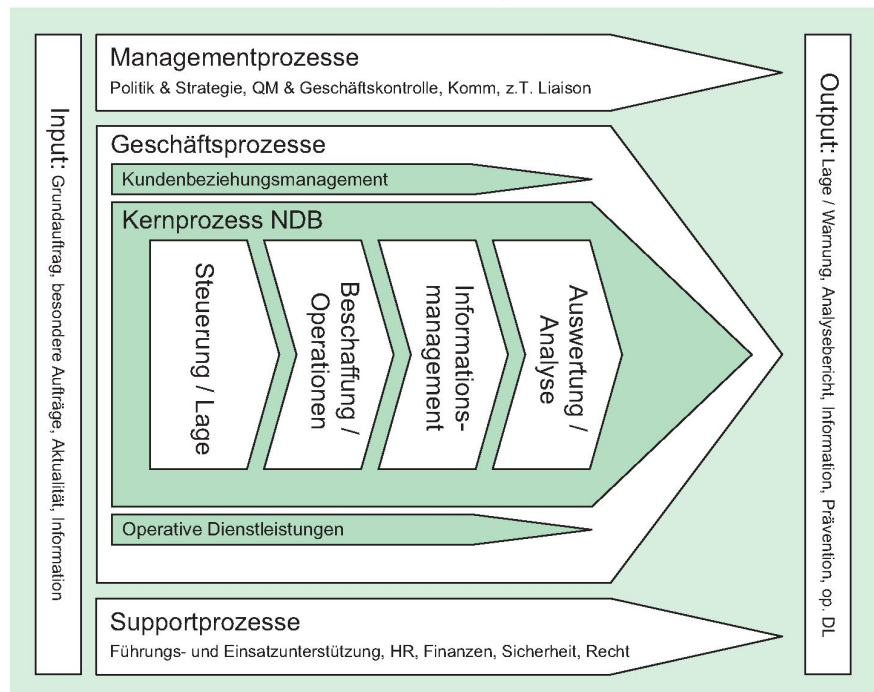 Input: Grundauftrag, besondere Aufträge, Aktualität, Information
Managementprozesse
Politik & Strategie, QM & Geschäftskontrolle, Komm, z.T. Liaison
Geschäftsprozesse
Kundenbeziehungsmanagement
Kernprozess NDB
Steuerung / Lage
Beschaffung /
Operationen
Informations-
management
Auswertung /
Analyse
Operative Dienstleistungen
Supportprozesse
Führungs- und Einsatzunterstützung, HR, Finanzen, Sicherheit, Recht
Output: Lage / Warnung, Analysebericht, Information, Prävention, op. DL